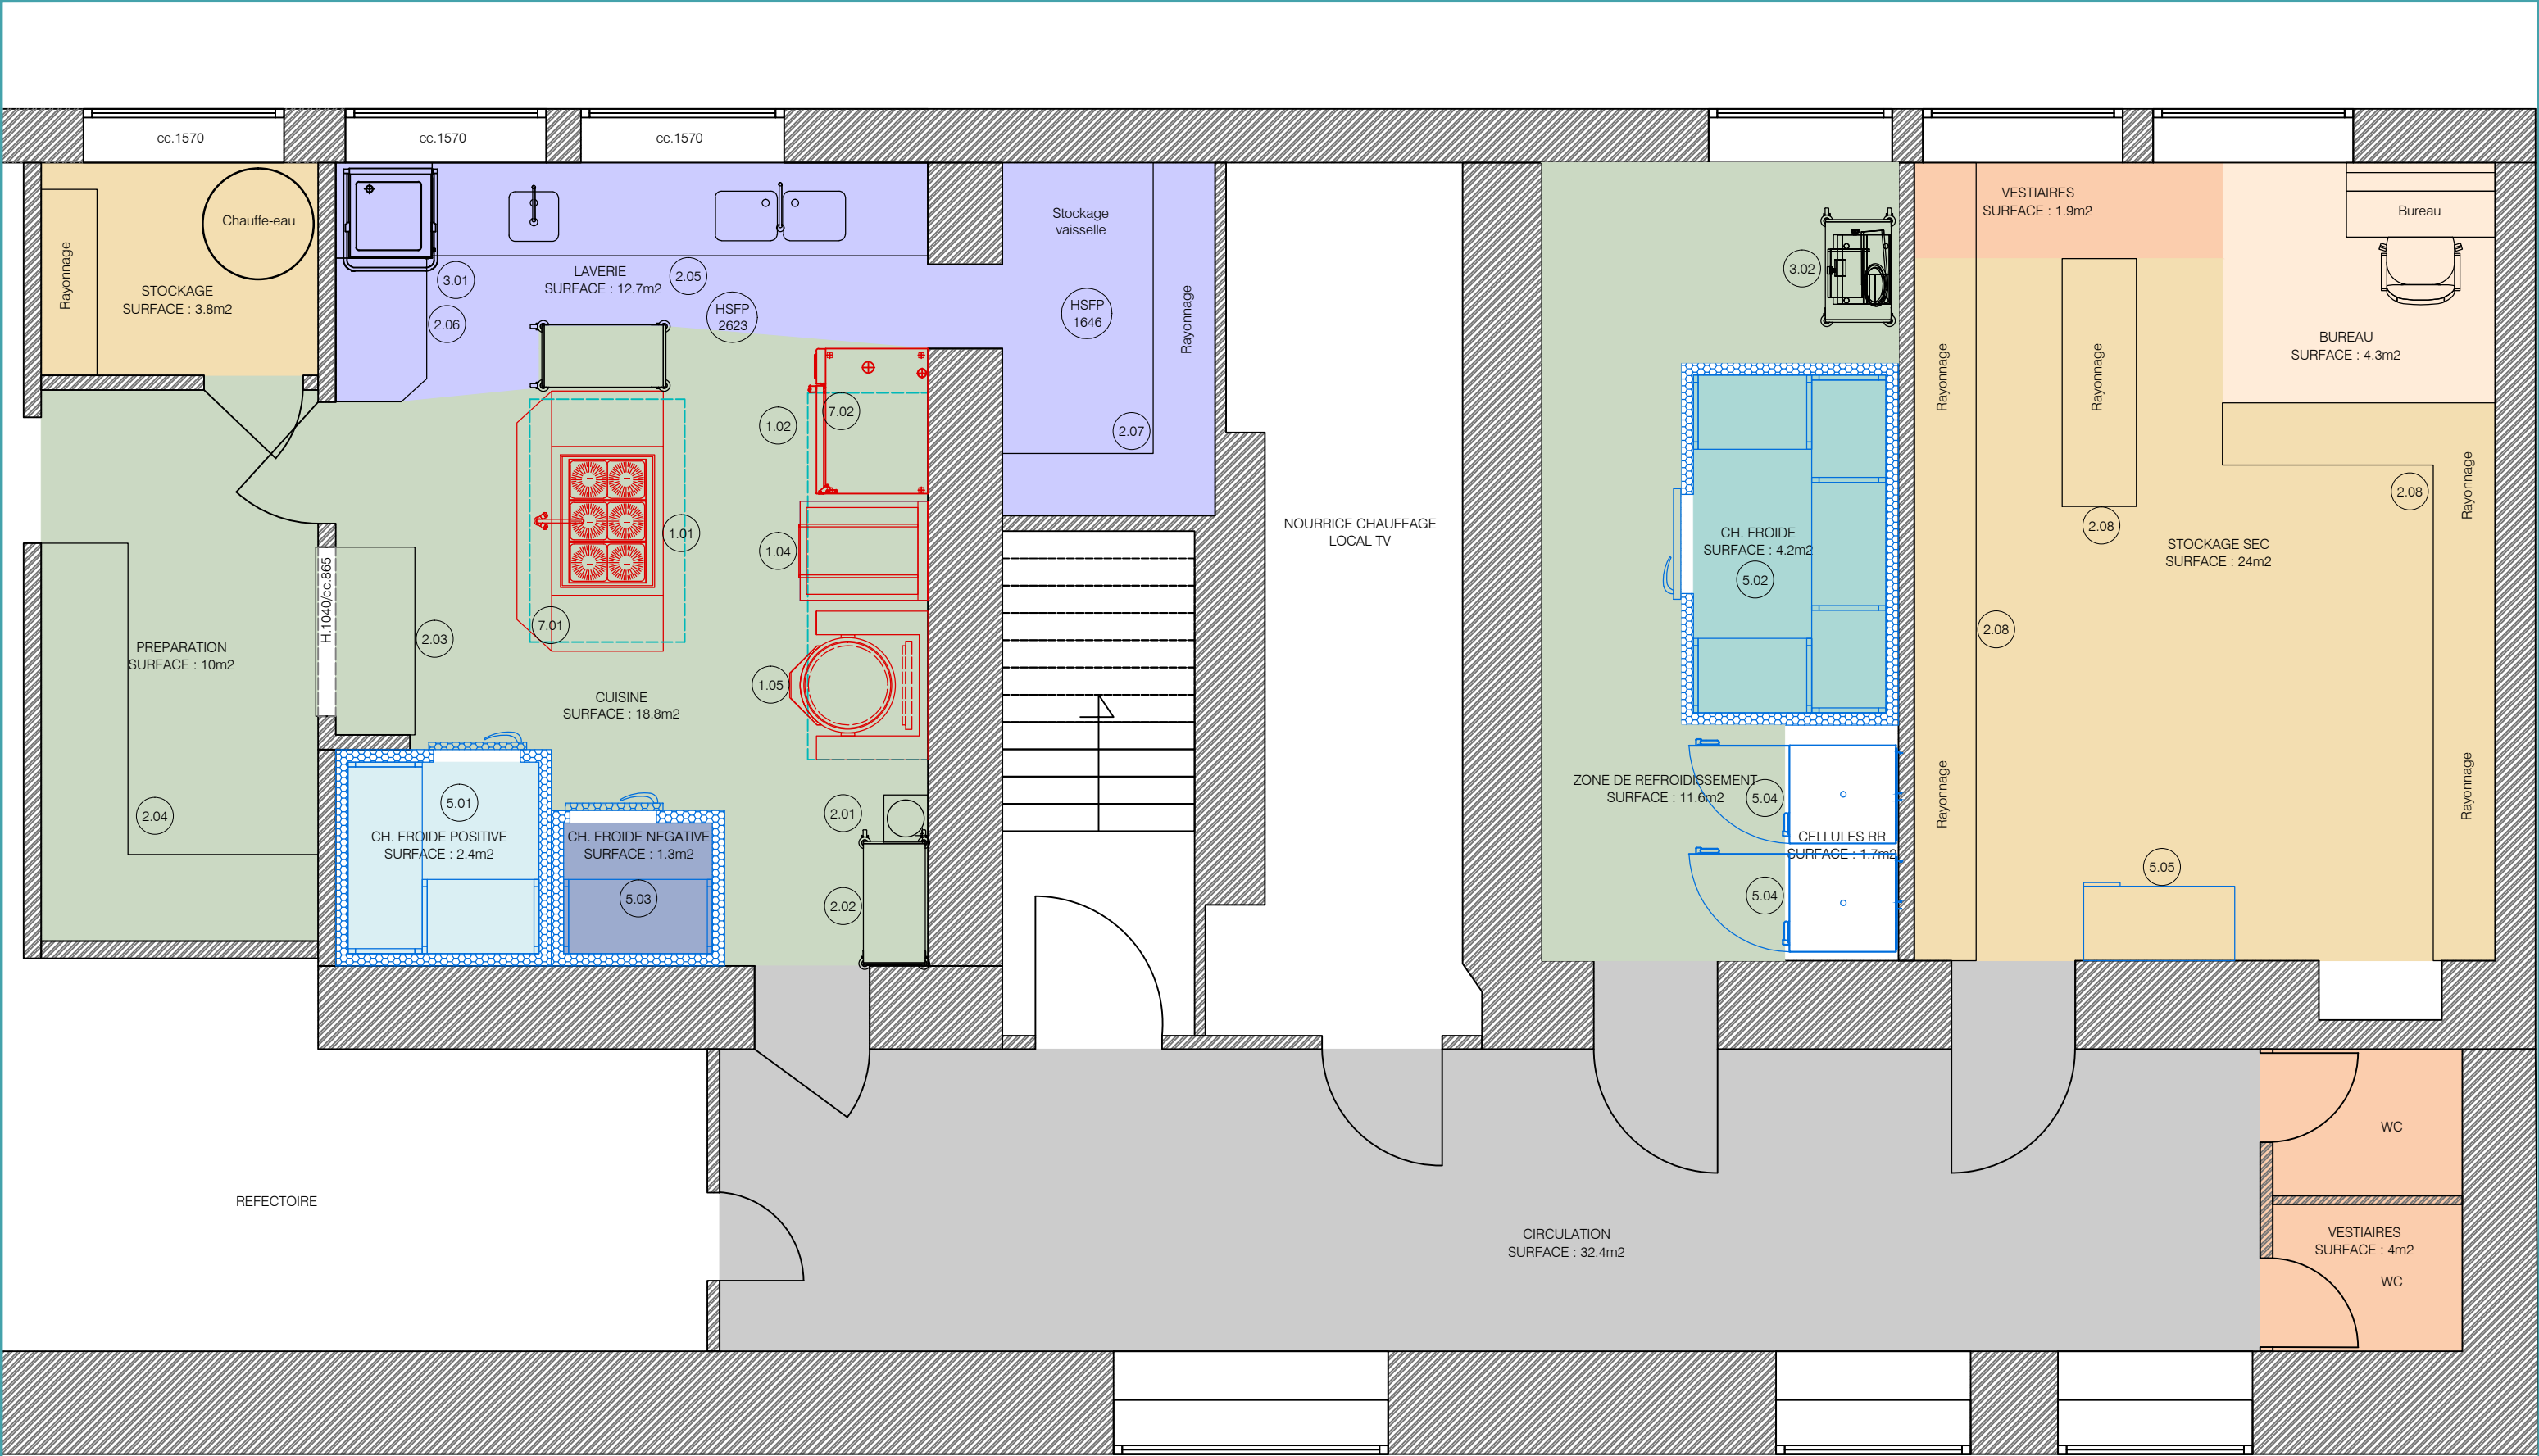 cc.1570
cc.1570
cc.1570
Rayonnage
Chauffe-eau
STOCKAGE
SURFACE : 3.8m2
3.01
2.06
LAVERIE
SURFACE : 12.7m2
2.05
HSFP
2623
Stockage
vaisselle
HSFP
1646
Rayonnage
2.07
1.02
7.02
1.01
1.04
7.01
1.05
H.1040/cc.865
2.03
PREPARATION
SURFACE : 10m2
2.04
CUISINE
SURFACE : 18.8m2
5.01
CH. FROIDE POSITIVE
SURFACE : 2.4m2
CH. FROIDE NEGATIVE
SURFACE : 1.3m2
5.03
2.01
2.02
NOURRICE CHAUFFAGE
LOCAL TV
3.02
CH. FROIDE
SURFACE : 4.2m2
5.02
ZONE DE REFROIDISSEMENT
SURFACE : 11.6m2
5.04
CELLULES RR
SURFACE : 1.7m2
5.04
VESTIAIRES
SURFACE : 1.9m2
Bureau
BUREAU
SURFACE : 4.3m2
Rayonnage
Rayonnage
Rayonnage
2.08
2.08
STOCKAGE SEC
SURFACE : 24m2
2.08
Rayonnage
Rayonnage
5.05
REFECTOIRE
CIRCULATION
SURFACE : 32.4m2
WC
VESTIAIRES
SURFACE : 4m2
WC